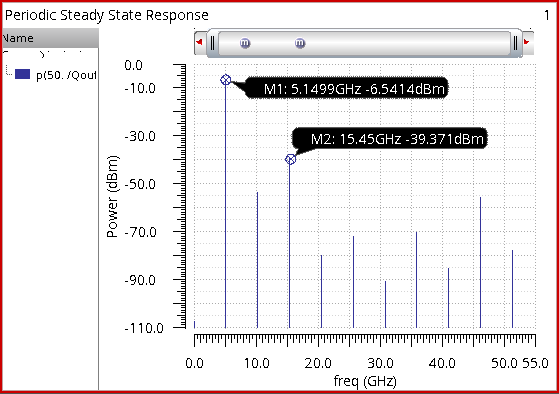 Periodic Steady State Response 1
Name
p(50. /Qout
M1: 5.1499GHz -6.5414dBm
M2: 15.45GHz -39.371dBm
m m
Power (dBm)
0.0
-10.0
-30.0
-50.0
-70.0
-90.0
-110.0
0.0 10.0 20.0 30.0 40.0 50.0 55.0
freq (GHz)